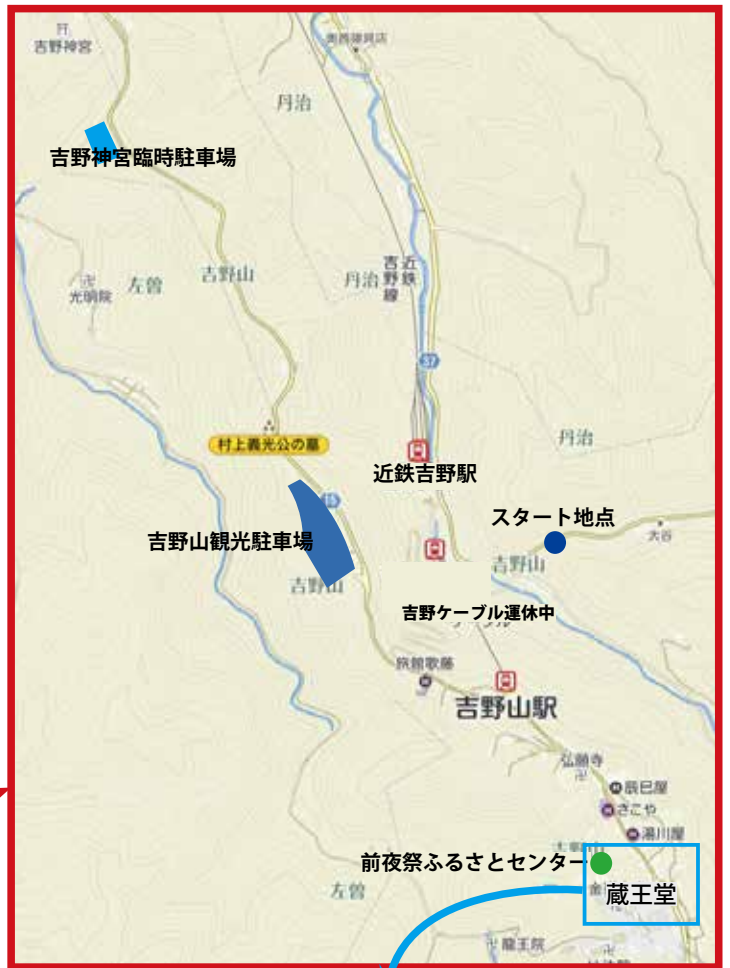 吉野神宮
丹治
吉野神宮臨時駐車場
光明院
左曽
吉野山
丹治
近鉄
吉野線
37
村上義光公の墓
丹治
近鉄吉野駅
15
スタート地点
大谷
吉野山観光駐車場
吉野山
吉野山
吉野ケーブル運休中
旅館歌藤
吉野山駅
弘願寺
辰巳屋
さこや
湯川屋
前夜祭ふるさとセンター
蔵王堂
左曽
龍王院